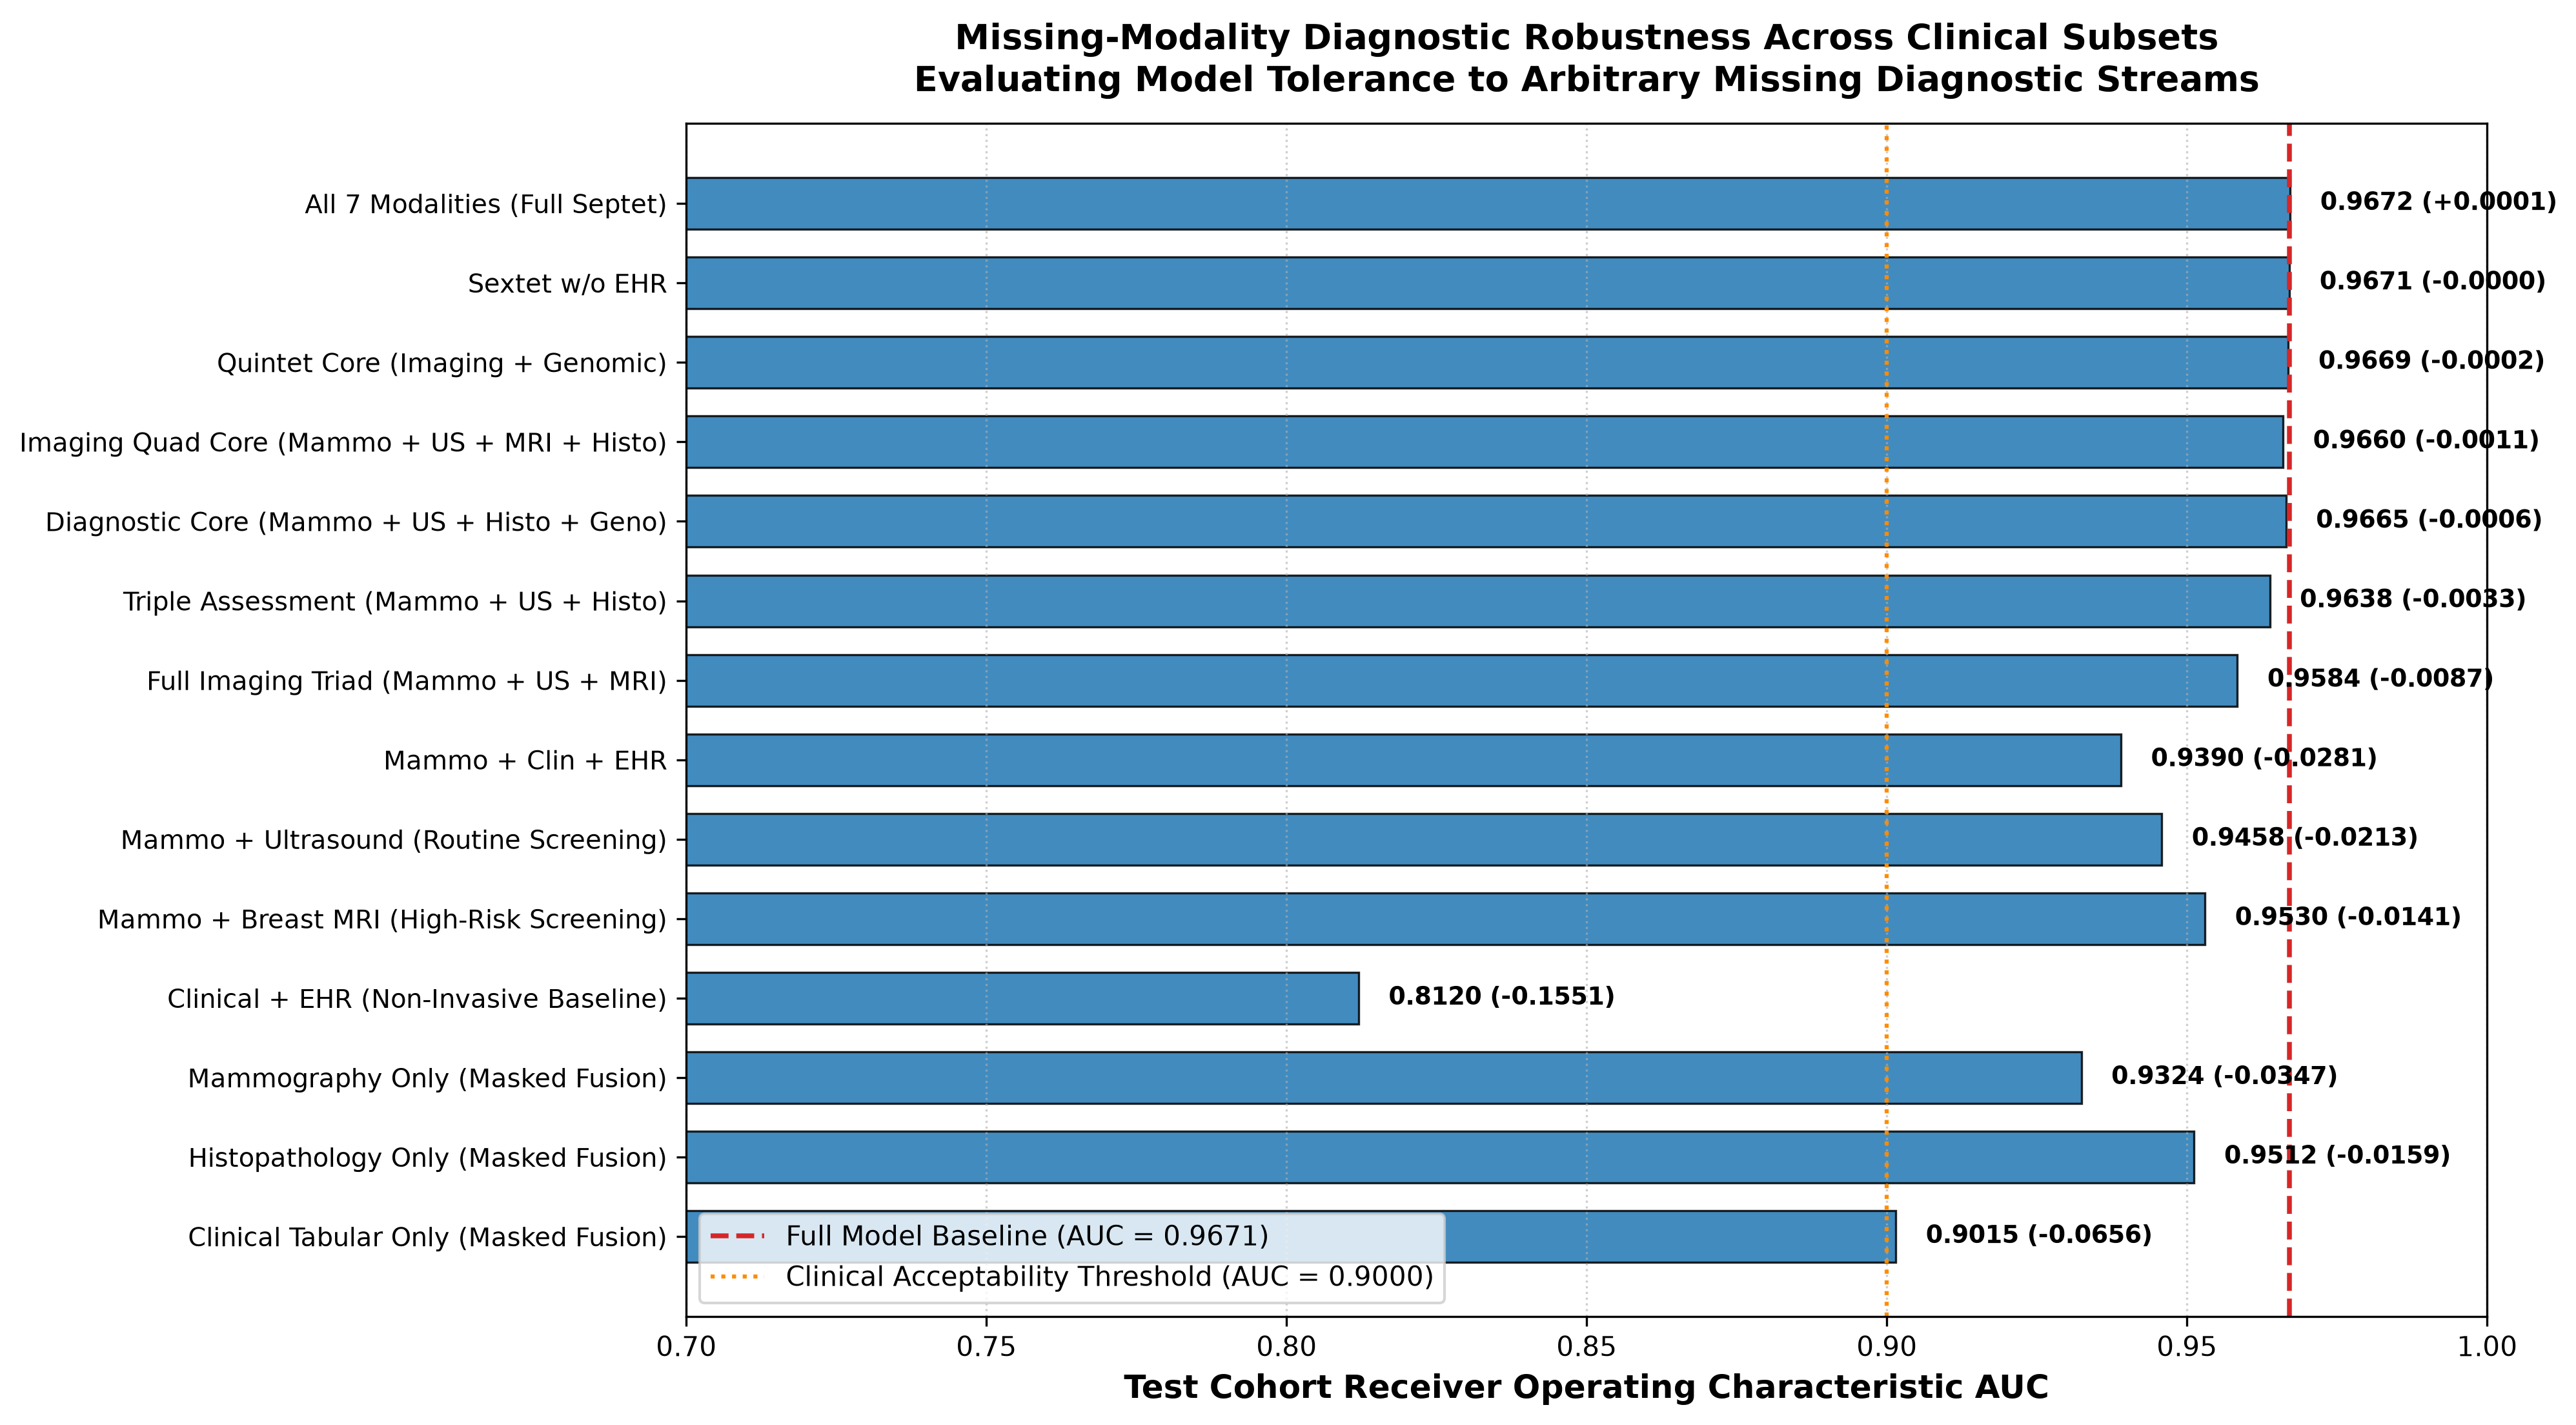 Missing-Modality Diagnostic Robustness Across Clinical Subsets
Evaluating Model Tolerance to Arbitrary Missing Diagnostic Streams
All 7 Modalities (Full Septet) 0.9672 (+0.0001)
Sextet w/o EHR 0.9671 (-0.0000)
Quintet Core (Imaging + Genomic) 0.9669 (-0.0002)
Imaging Quad Core (Mammo + US + MRI + Histo) 0.9660 (-0.0011)
Diagnostic Core (Mammo + US + Histo + Geno) 0.9665 (-0.0006)
Triple Assessment (Mammo + US + Histo) 0.9638 (-0.0033)
Full Imaging Triad (Mammo + US + MRI) 0.9584 (-0.0087)
Mammo + Clin + EHR 0.9390 (-0.0281)
Mammo + Ultrasound (Routine Screening) 0.9458 (-0.0213)
Mammo + Breast MRI (High-Risk Screening) 0.9530 (-0.0141)
Clinical + EHR (Non-Invasive Baseline) 0.8120 (-0.1551)
Mammography Only (Masked Fusion) 0.9324 (-0.0347)
Histopathology Only (Masked Fusion) 0.9512 (-0.0159)
Clinical Tabular Only (Masked Fusion) 0.9015 (-0.0656)
Full Model Baseline (AUC = 0.9671)
Clinical Acceptability Threshold (AUC = 0.9000)
0.70 0.75 0.80 0.85 0.90 0.95 1.00
Test Cohort Receiver Operating Characteristic AUC